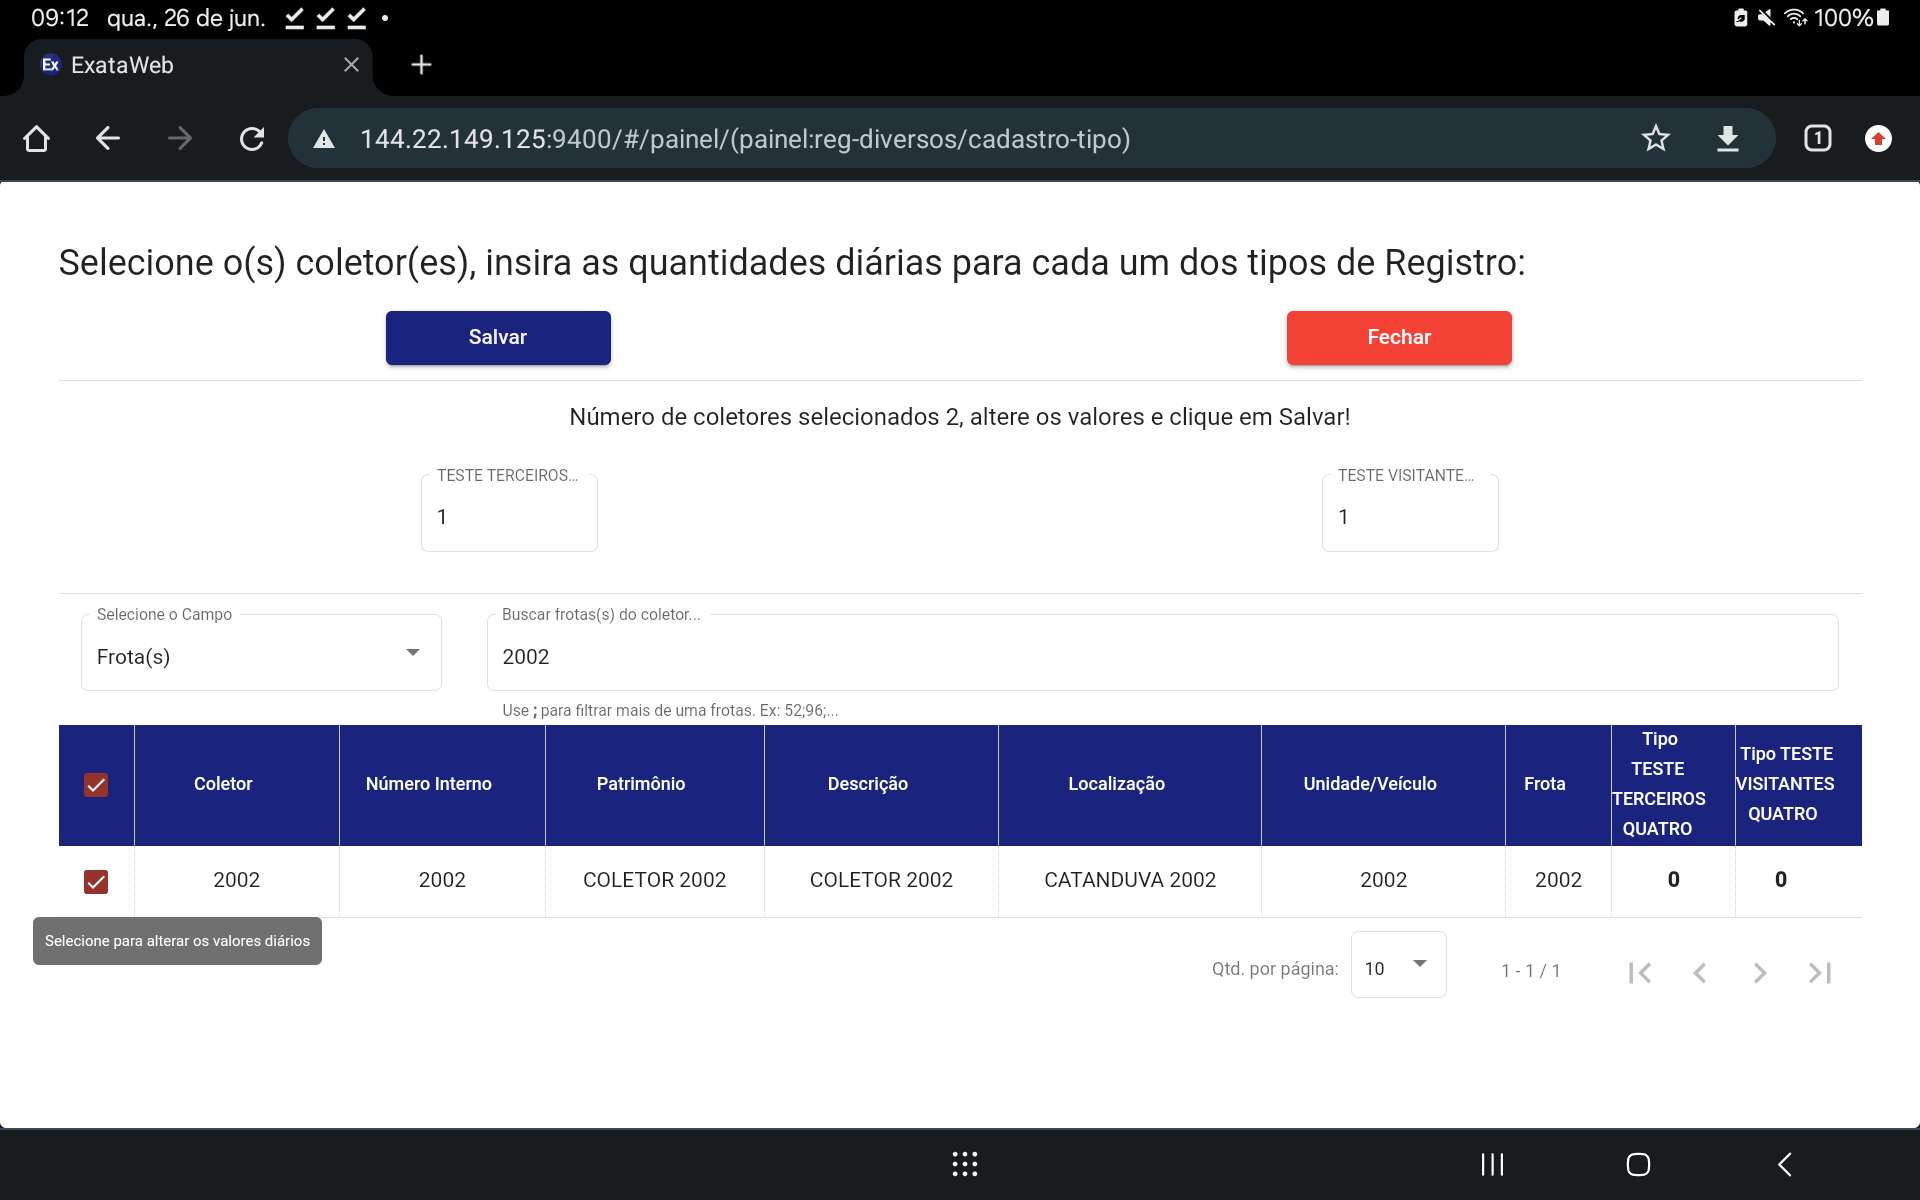 09:12 qua., 26 de jun.
100%
Ex ExataWeb
144.22.149.125:9400/#/painel/(painel:reg-diversos/cadastro-tipo)
1
Selecione o(s) coletor(es), insira as quantidades diárias para cada um dos tipos de Registro:
Salvar
Fechar
Número de coletores selecionados 2, altere os valores e clique em Salvar!
TESTE TERCEIROS...
1
TESTE VISITANTE...
1
Selecione o Campo
Frota(s)
Buscar frotas(s) do coletor...
2002
Use ; para filtrar mais de uma frotas. Ex: 52;96;...
Coletor
Número Interno
Patrimônio
Descrição
Localização
Unidade/Veículo
Frota
Tipo
TESTE
TERCEIROS
QUATRO
Tipo TESTE
VISITANTES
QUATRO
2002
2002
COLETOR 2002
COLETOR 2002
CATANDUVA 2002
2002
2002
0
0
Selecione para alterar os valores diários
Qtd. por página:
10
1 - 1 / 1